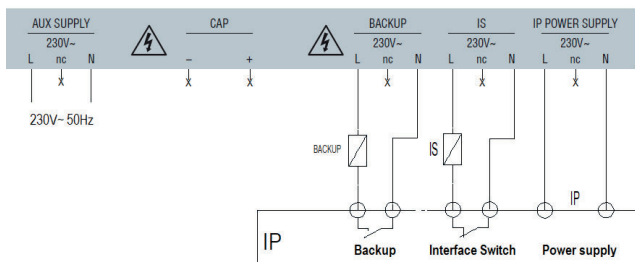 AUX SUPPLY CAP BACKUP IS IP POWER SUPPLY
230V~ 230V~ 230V~ 230V~
L nc N - + L nc N L nc N L nc N
X X X X X X
230V~ 50Hz
BACKUP IS
IP
IP
Backup Interface Switch Power supply